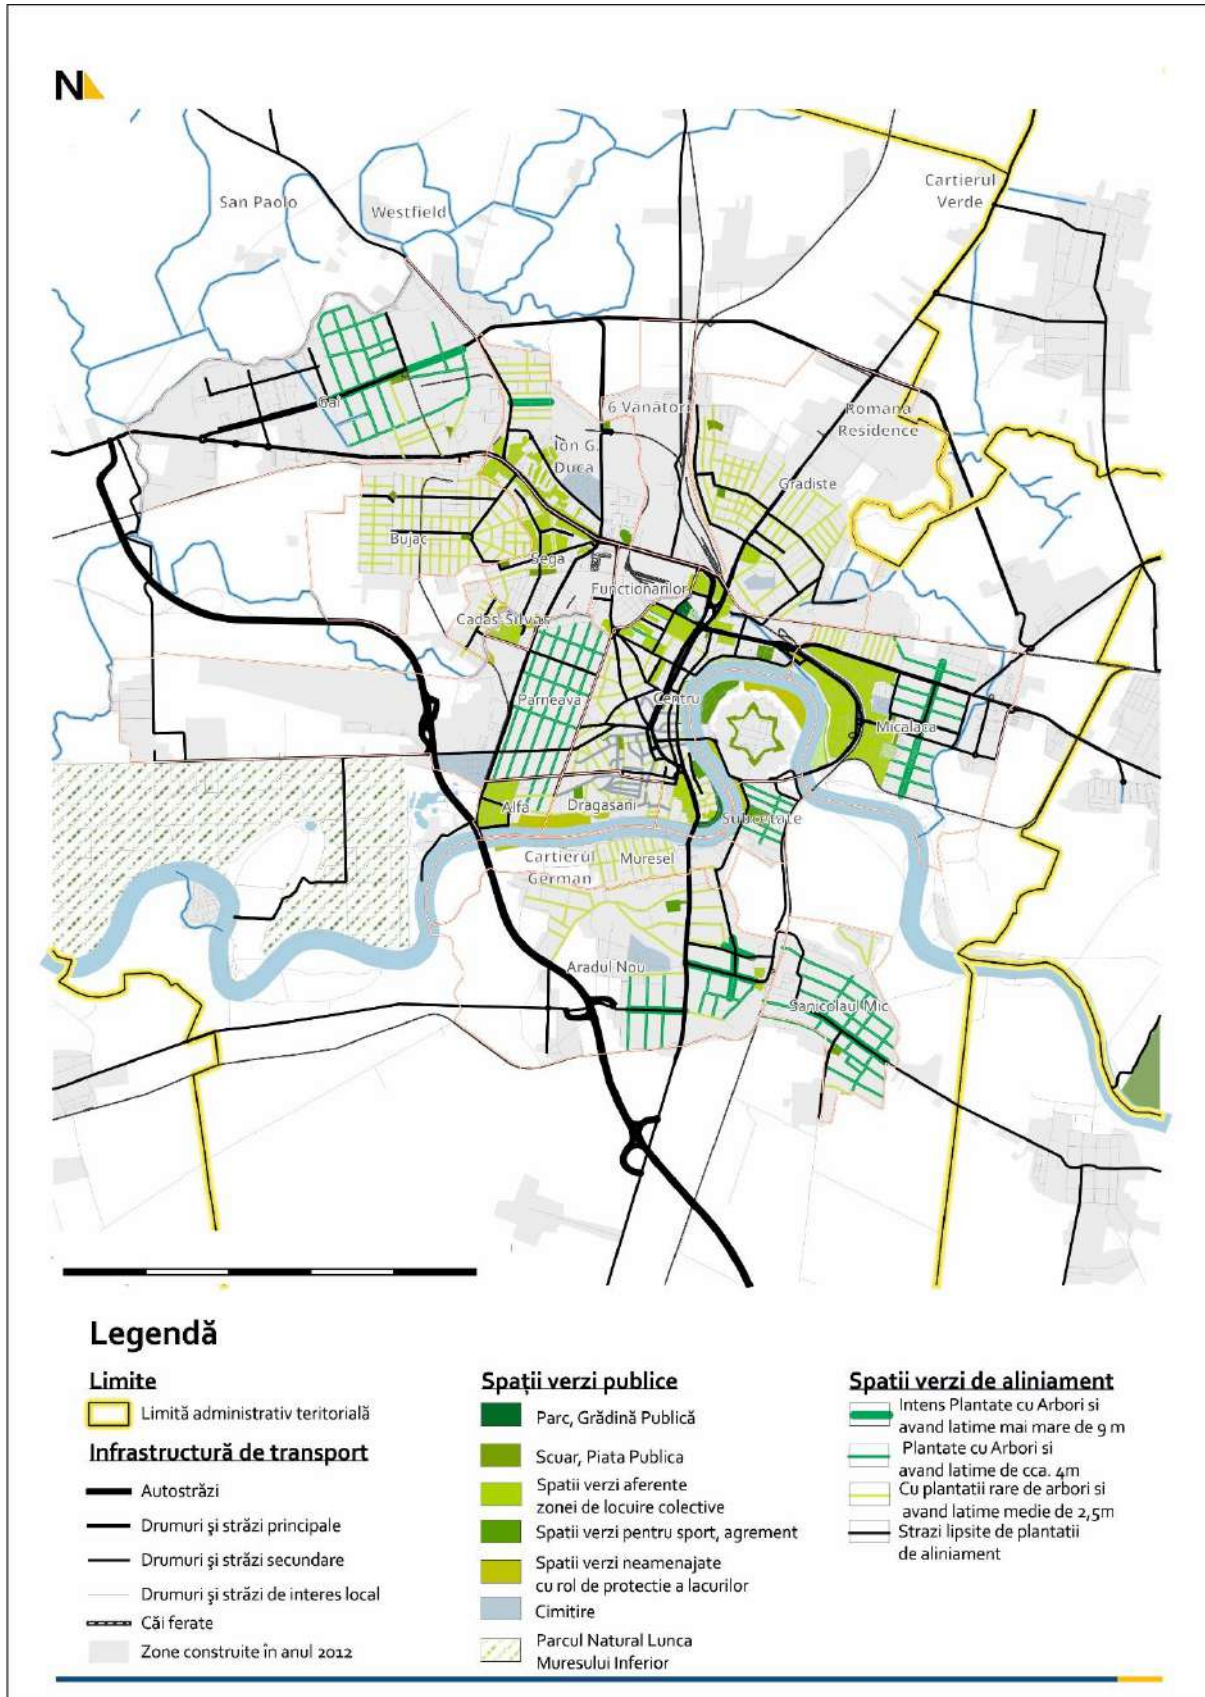 N
San Paolo
Westfield
Cartierul
Verde
Gai
6 Vânători
Romana
Residence
Ion G.
Duca
Gradiste
Bujac
Sega
Functionarilor
Cadas-Silvas
Parneava
Centru
Micalaca
Alfa
Dragasani
Subcetate
Cartierul
German
Muresel
Aradul Nou
Sanicolaul Mic
Legendă
Limite
Limită administrativ teritorială
Infrastructură de transport
Autostrăzi
Drumuri și străzi principale
Drumuri și străzi secundare
Drumuri și străzi de interes local
Căi ferate
Zone construite în anul 2012
Spații verzi publice
Parc, Grădină Publică
Scuar, Piata Publica
Spatii verzi aferente
zonei de locuire colective
Spatii verzi pentru sport, agrement
Spatii verzi neamenajate
cu rol de protectie a lacurilor
Cimitire
Parcul Natural Lunca
Muresului Inferior
Spatii verzi de aliniament
Intens Plantate cu Arbori si
avand latime mai mare de 9 m
Plantate cu Arbori si
avand latime de cca. 4m
Cu plantatii rare de arbori si
avand latime medie de 2,5m
Strazi lipsite de plantatii
de aliniament